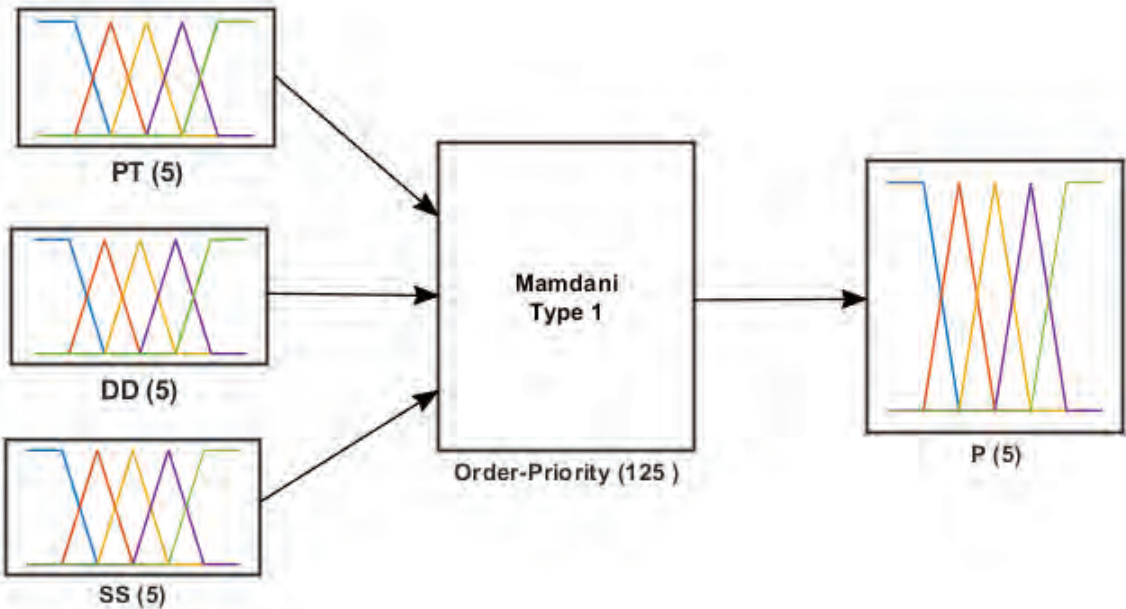 PT (5)
DD (5)
SS (5)
Mamdani
Type 1
Order-Priority (125 )
P (5)